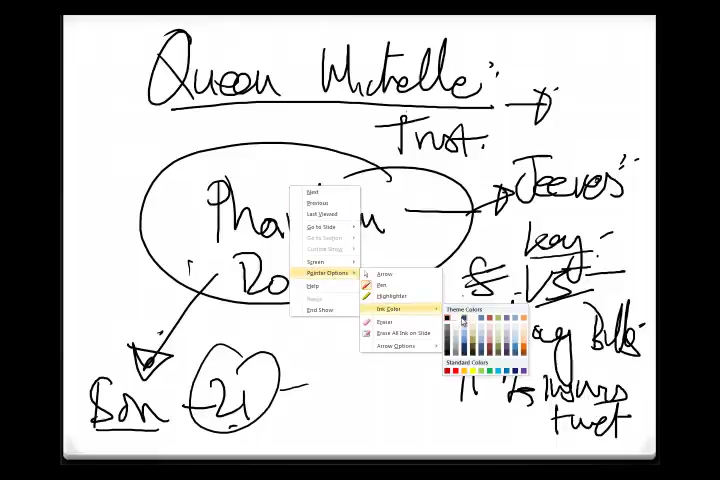 Queen Michelle
Trust.
Jeeves
key
Bills
Son 21
Next
Previous
Last Viewed
Go to Slide
Go to Section
Custom Show
Screen
Pointer Options
Help
Pause
End Show
Arrow
Pen
Highlighter
Ink Color
Eraser
Erase All Ink on Slide
Arrow Options
Theme Colors
Standard Colors